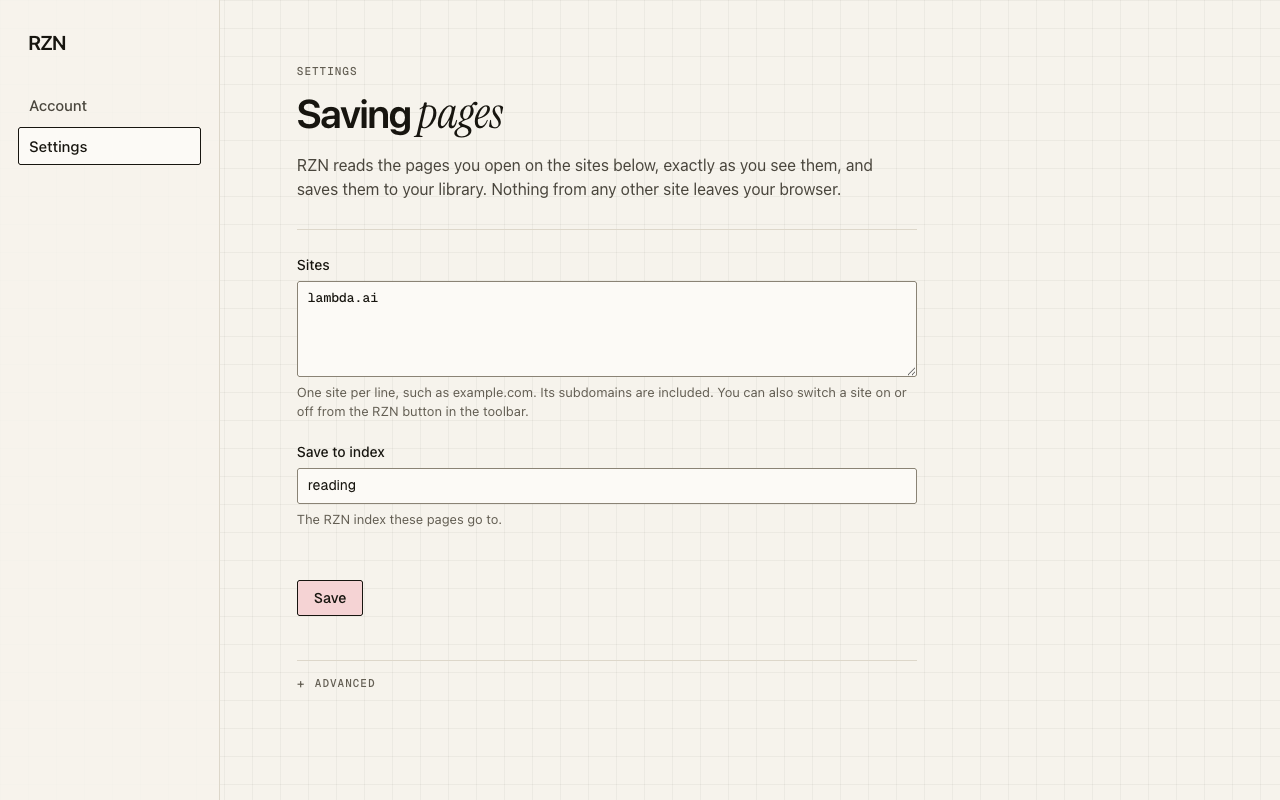 RZN
Account
Settings
SETTINGS
Saving pages
RZN reads the pages you open on the sites below, exactly as you see them, and
saves them to your library. Nothing from any other site leaves your browser.
Sites
lambda.ai
One site per line, such as example.com. Its subdomains are included. You can also switch a site on or
off from the RZN button in the toolbar.
Save to index
reading
The RZN index these pages go to.
Save
+ ADVANCED